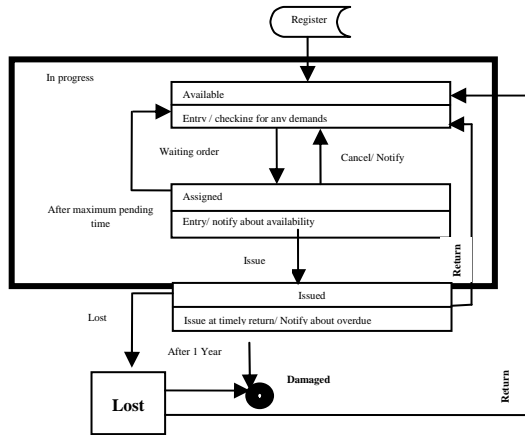 Register
In progress
Available
Entry / checking for any demands
Waiting order
Cancel/ Notify
Assigned
After maximum pending
time
Entry/ notify about availability
Return
Issue
Issued
Lost
Issue at timely return/ Notify about overdue
After 1 Year
Damaged
Lost
Return